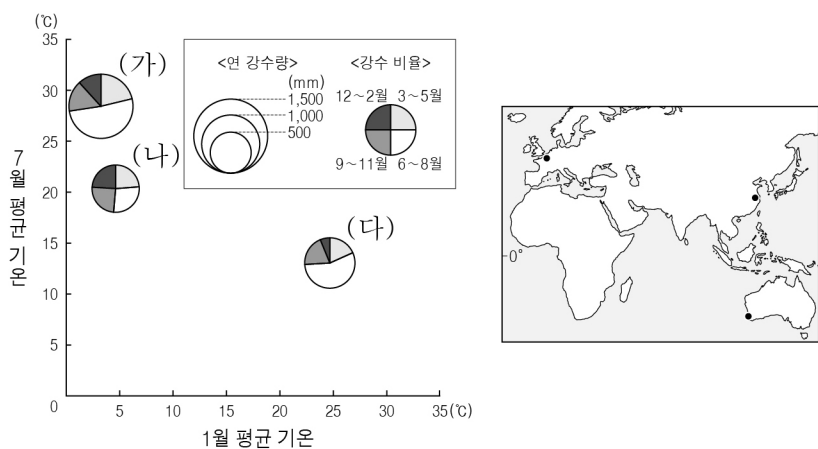 (℃)
35
30
25
20
15
10
5
0
7월 평균 기온
(가)
(나)
(다)
<연 강수량>
(mm)
1,500
1,000
500
<강수 비율>
12～2월 3～5월
9～11월 6～8월
5 10 15 20 25 30 35(℃)
1월 평균 기온
0°